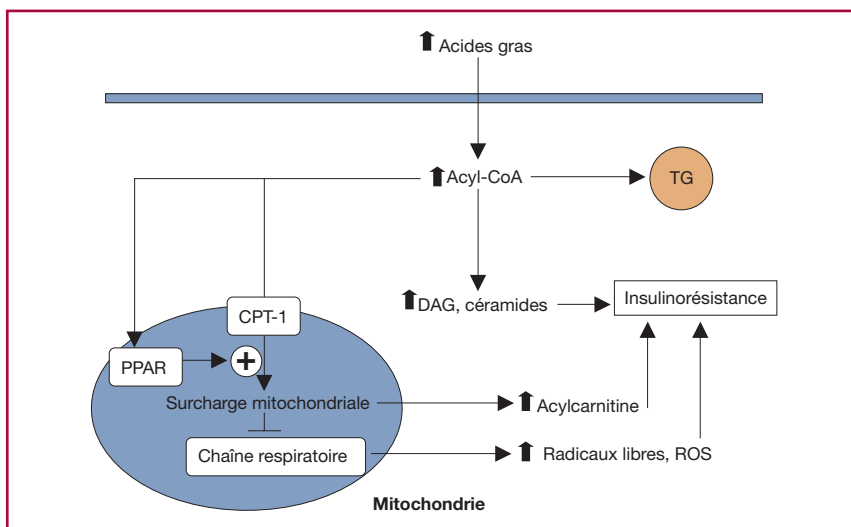 Acides gras
Acyl-CoA
TG
DAG, céramides
Insulinorésistance
CPT-1
PPAR
+
Surcharge mitochondriale
Acylcarnitine
Chaîne respiratoire
Radicaux libres, ROS
Mitochondrie